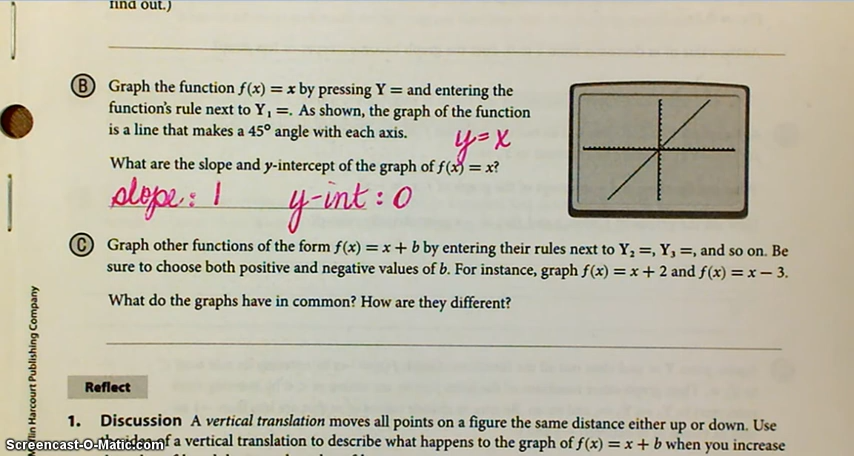 find out.)
B Graph the function f(x) = x by pressing Y = and entering the
function's rule next to Y₁ =. As shown, the graph of the function
is a line that makes a 45° angle with each axis.
y=x
What are the slope and y-intercept of the graph of f(x) = x?
slope: 1 y-int: 0
C Graph other functions of the form f(x) = x + b by entering their rules next to Y₂ =, Y₃ =, and so on. Be
sure to choose both positive and negative values of b. For instance, graph f(x) = x + 2 and f(x) = x − 3.
What do the graphs have in common? How are they different?
Reflect
1. Discussion A vertical translation moves all points on a figure the same distance either up or down. Use
of a vertical translation to describe what happens to the graph of f(x) = x + b when you increase
Harcourt Publishing Company
Screencast-O-Matic.com